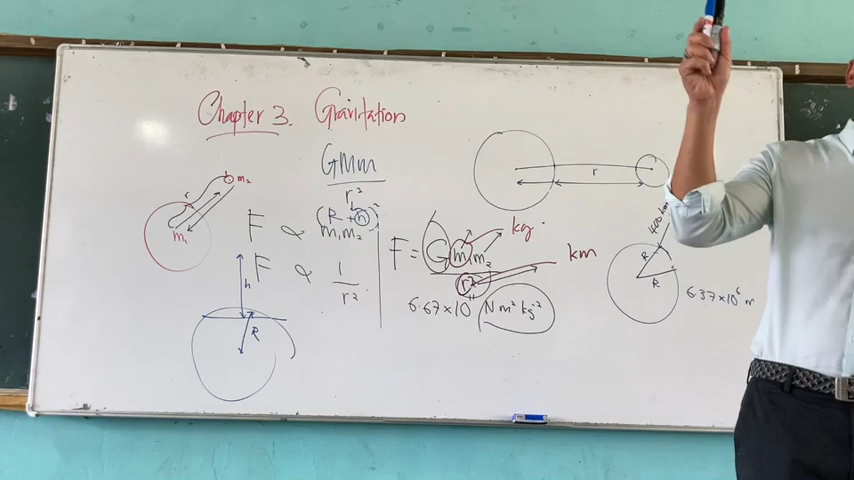 Chapter 3. Gravitation
GMm
r²
(R + h)²
r
m₂
m₁
F ∝ m₁m₂
F ∝ 1
r²
h
R
F = G m₁m₂
r²
kg.
km
6.67×10⁻¹¹ N m² kg⁻²
r
400 km
R
R
6.37×10⁶ m